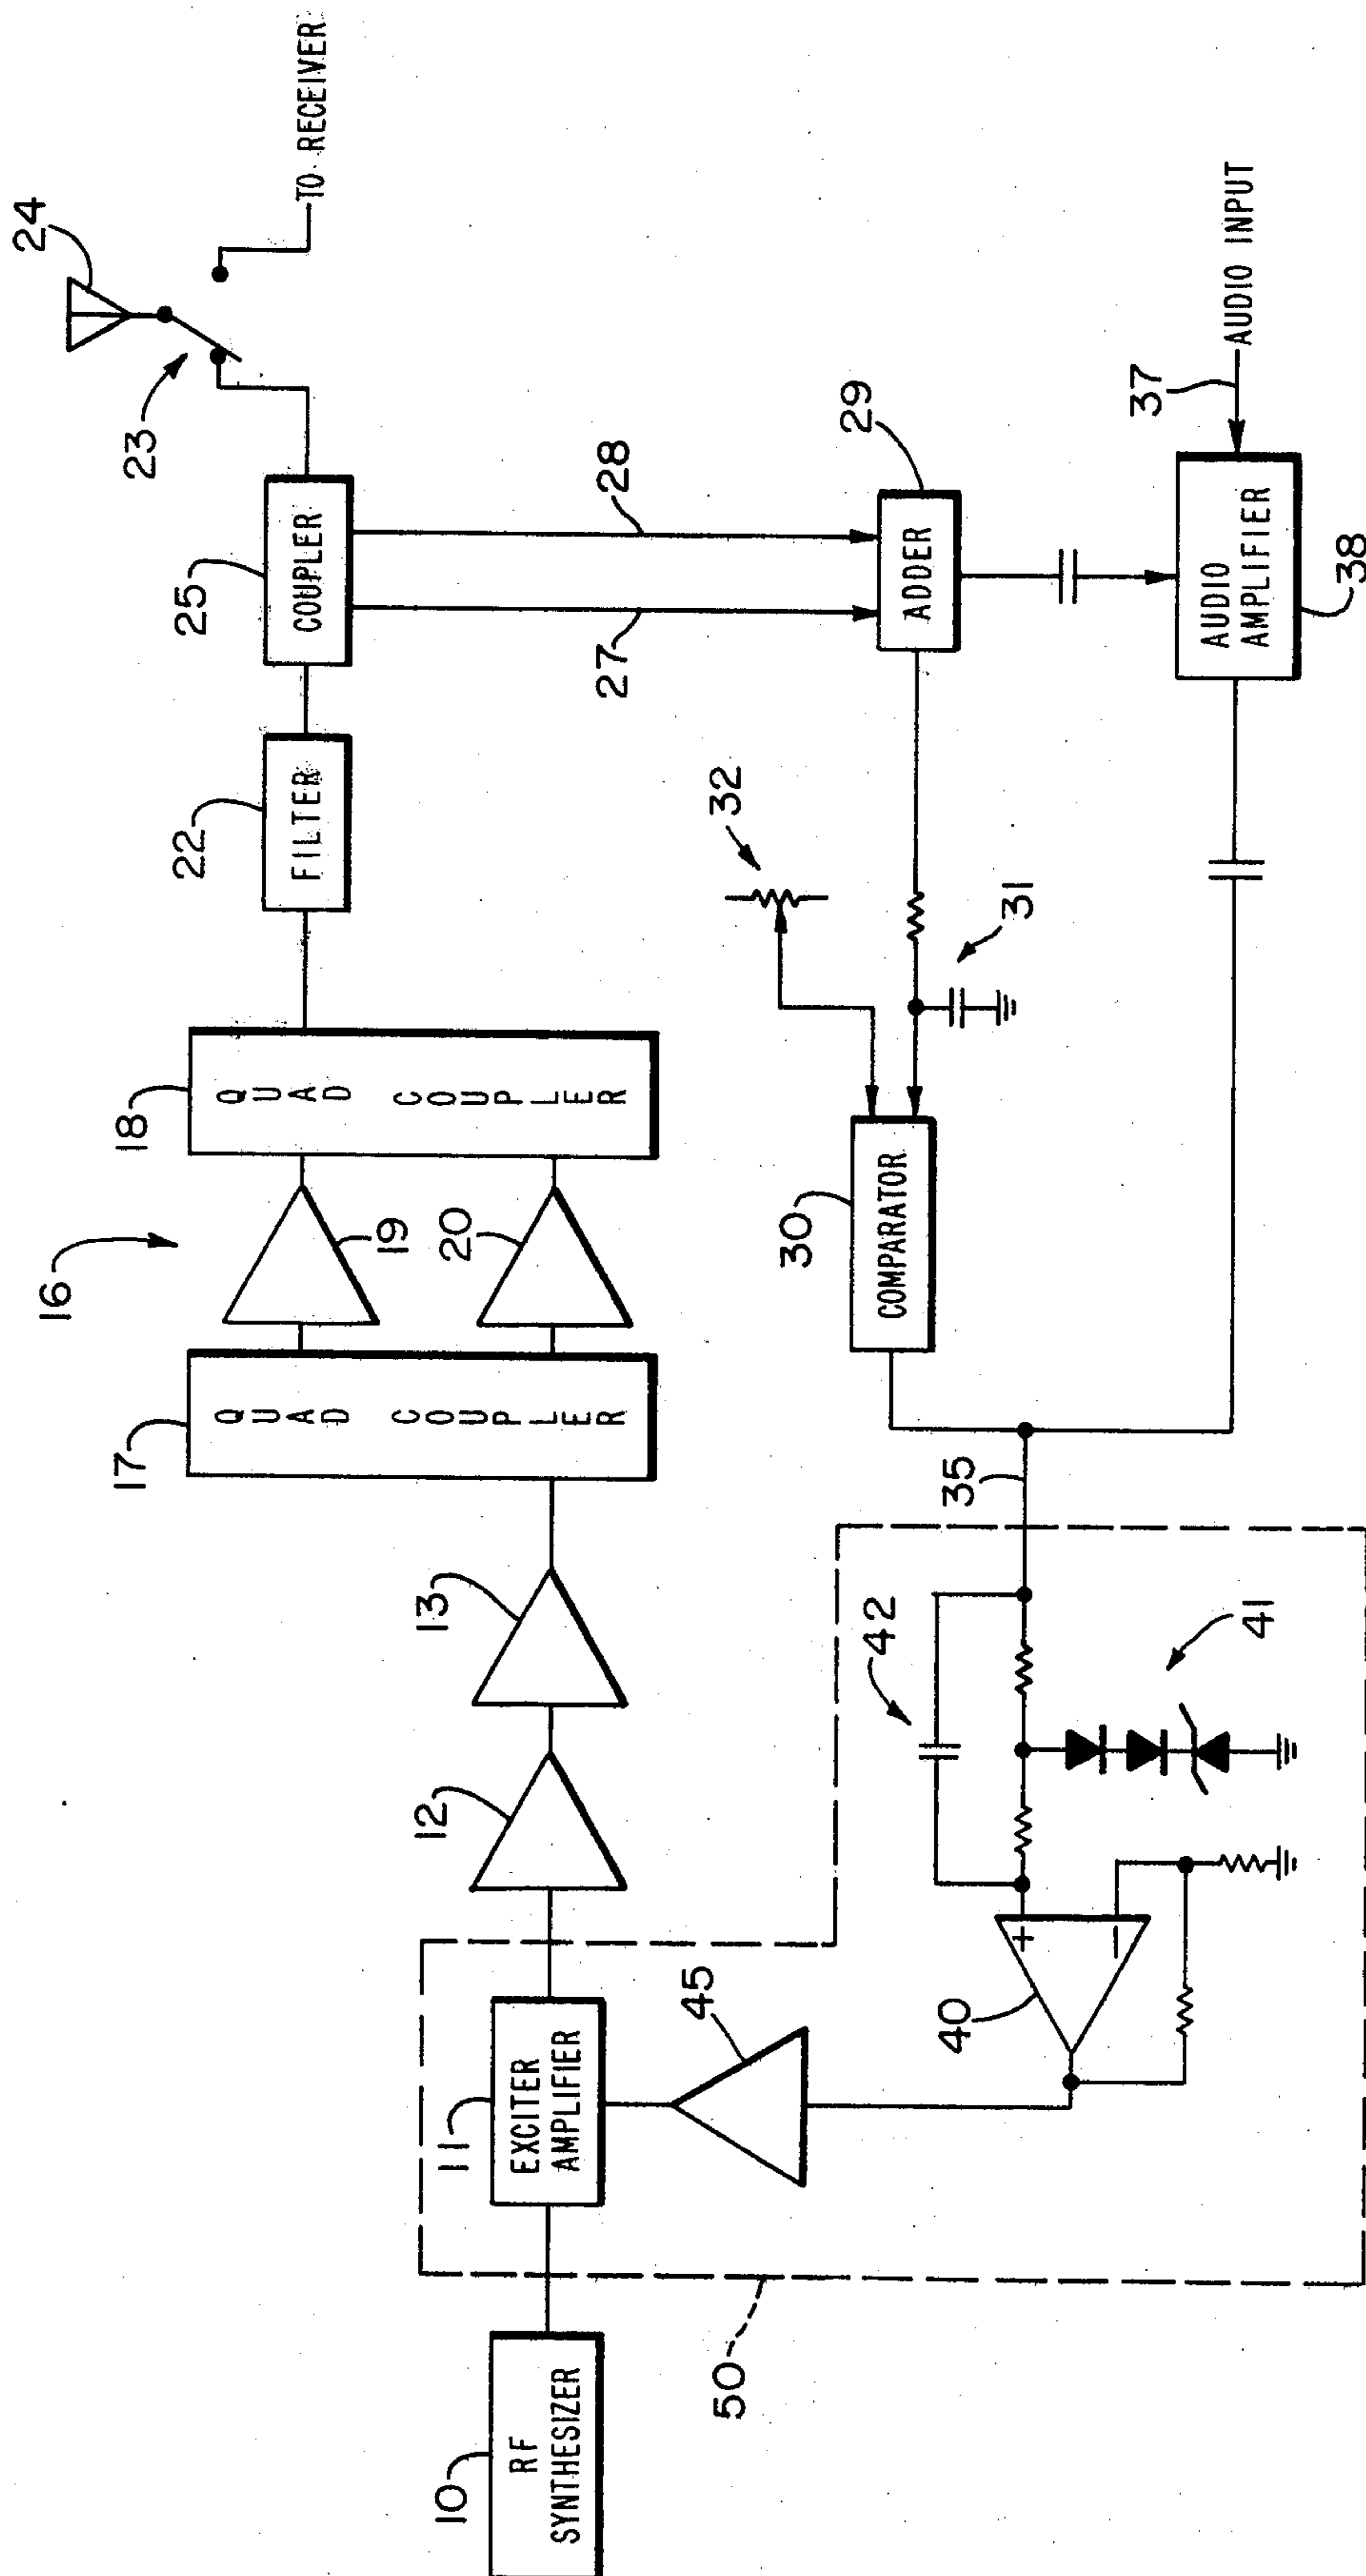 24
TO RECEIVER
23
25
COUPLER
22
FILTER
18
QUAD COUPLER
16
19
20
17
QUAD COUPLER
13
12
11
EXCITER
AMPLIFIER
10
RF
SYNTHESIZER
45
50
28
27
29
ADDER
32
31
30
COMPARATOR
35
37
AUDIO INPUT
AUDIO
AMPLIFIER
38
42
41
40
+
−